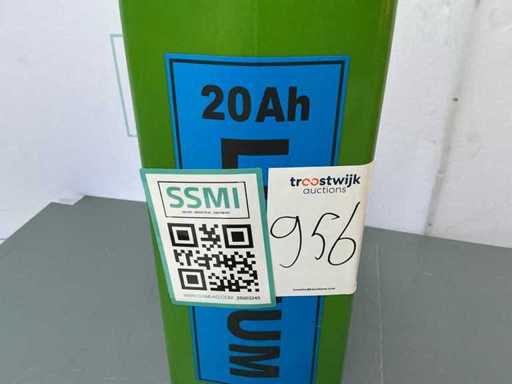 20Ah
L
UM
SSMI
troostwijk
auctions
956